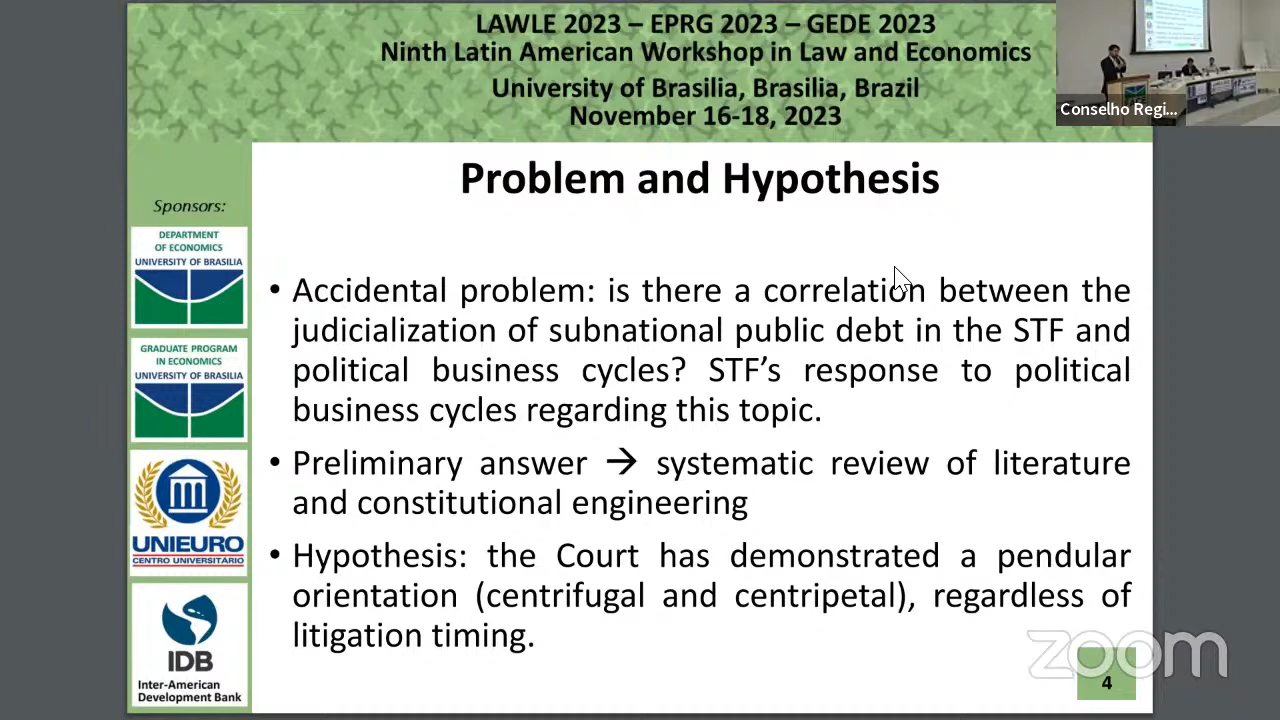 LAWLE 2023 – EPRG 2023 – GEDE 2023
Ninth Latin American Workshop in Law and Economics
University of Brasilia, Brasilia, Brazil
November 16-18, 2023
Conselho Regi...
Problem and Hypothesis
Sponsors:
DEPARTMENT
OF ECONOMICS
UNIVERSITY OF BRASILIA
GRADUATE PROGRAM
IN ECONOMICS
UNIVERSITY OF BRASILIA
UNIEURO
CENTRO UNIVERSITÁRIO
IDB
Inter-American
Development Bank
• Accidental problem: is there a correlation between the
judicialization of subnational public debt in the STF and
political business cycles? STF’s response to political
business cycles regarding this topic.
• Preliminary answer → systematic review of literature
and constitutional engineering
• Hypothesis: the Court has demonstrated a pendular
orientation (centrifugal and centripetal), regardless of
litigation timing.
zoom
4